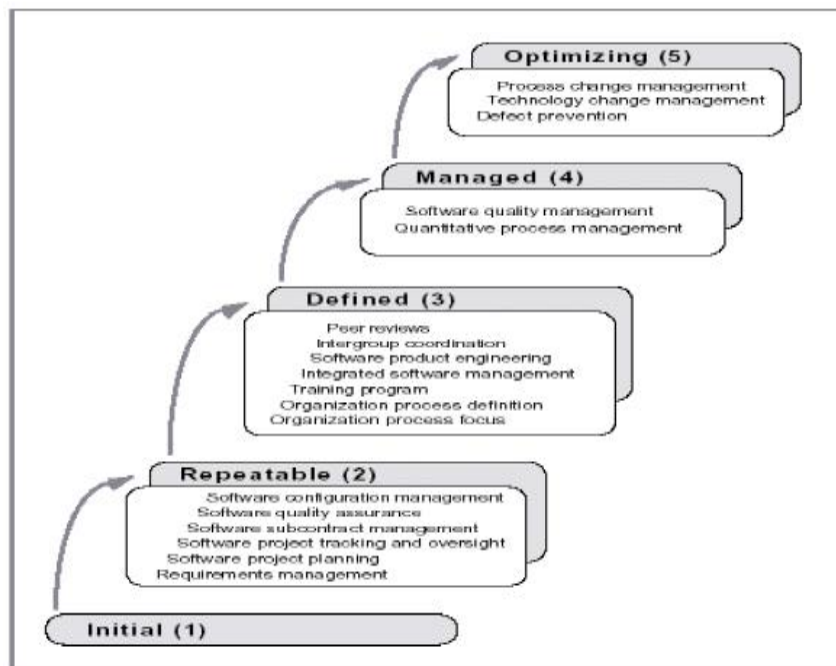 Optimizing (5)
Process change management
Technology change management
Defect prevention
Managed (4)
Software quality management
Quantitative process management
Defined (3)
Peer reviews
Intergroup coordination
Software product engineering
Integrated software management
Training program
Organization process definition
Organization process focus
Repeatable (2)
Software configuration management
Software quality assurance
Software subcontract management
Software project tracking and oversight
Software project planning
Requirements management
Initial (1)